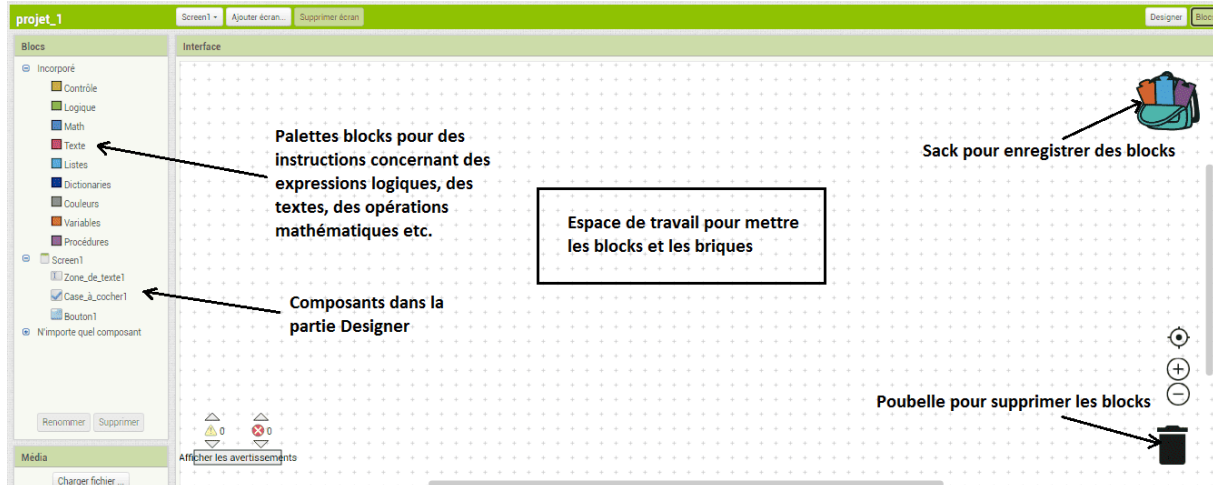 projet_1
Screen1
Ajouter écran...
Supprimer écran
Designer
Blocs
Blocs
Interface
Incorporé
Contrôle
Logique
Math
Texte
Listes
Dictionaries
Couleurs
Variables
Procédures
Screen1
Zone_de_texte1
Case_à_cocher1
Bouton1
N'importe quel composant
Renommer
Supprimer
Média
Charger fichier ...
Palettes blocks pour des
instructions concernant des
expressions logiques, des
textes, des opérations
mathématiques etc.
Composants dans la
partie Designer
Espace de travail pour mettre
les blocks et les briques
Sack pour enregistrer des blocks
Poubelle pour supprimer les blocks
0
0
Afficher les avertissements